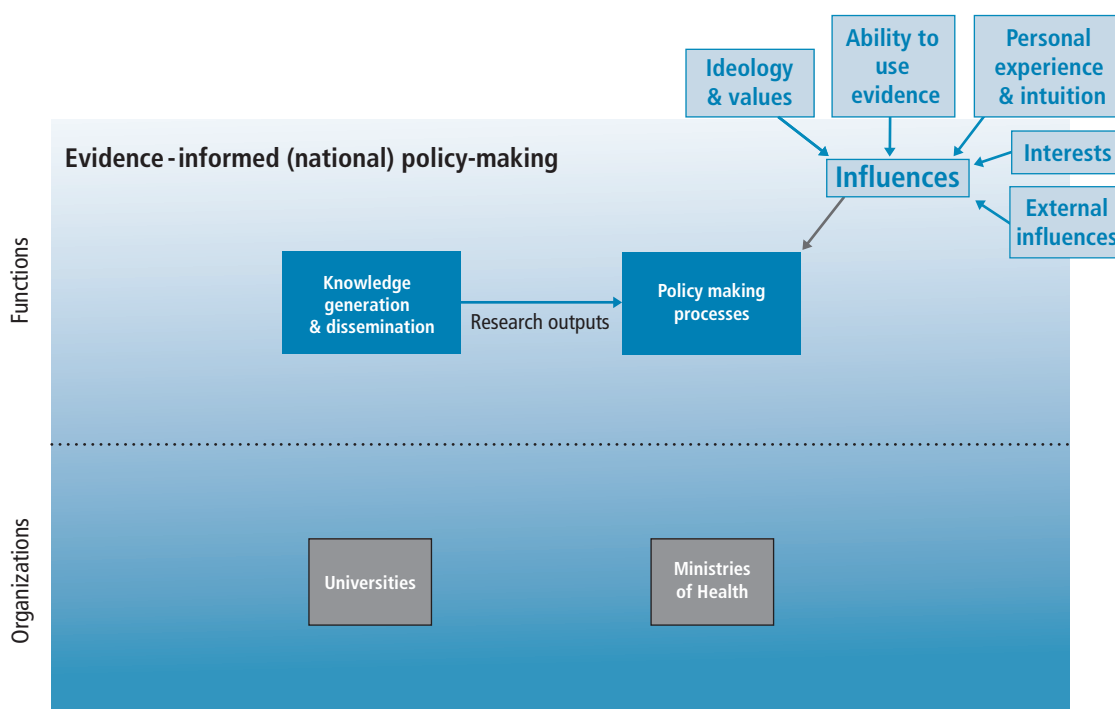 Ideology
& values
Ability to
use
evidence
Personal
experience
& intuition
Evidence-informed (national) policy-making
Influences
Interests
External
influences
Functions
Knowledge
generation
& dissemination
Research outputs
Policy making
processes
Organizations
Universities
Ministries
of Health